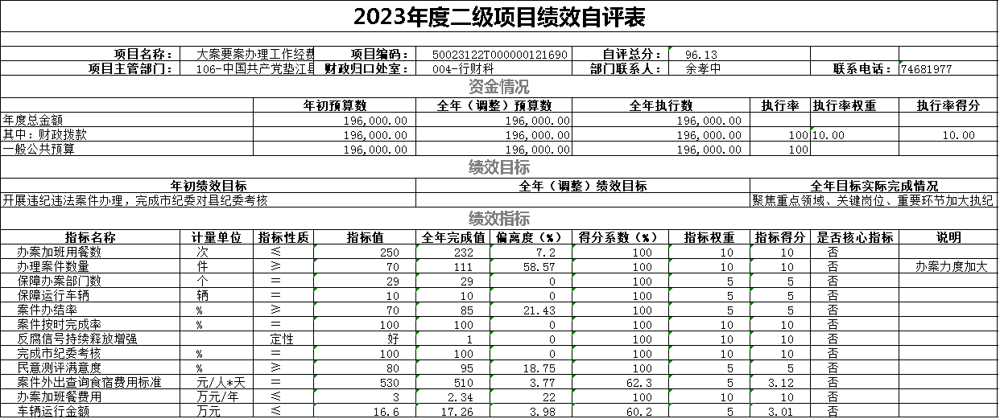 2023年度二级项目绩效自评表
项目名称： 大案要案办理工作经费 项目编码： 50023122T000000121690 自评总分： 96.13
项目主管部门： 106-中国共产党垫江县 财政归口处室： 004-行财科 部门联系人： 余孝中 联系电话： 74681977
资金情况
年初预算数 全年（调整）预算数 全年执行数 执行率 执行率权重 执行率得分
年度总金额 196,000.00 196,000.00 196,000.00
其中：财政拨款 196,000.00 196,000.00 196,000.00 100 10.00 10.00
一般公共预算 196,000.00 196,000.00 196,000.00 100
绩效目标
年初绩效目标 全年（调整）绩效目标 全年目标实际完成情况
开展违纪违法案件办理，完成市纪委对县纪委考核 聚焦重点领域、关键岗位、重要环节加大执纪
绩效指标
指标名称 计量单位 指标性质 指标值 全年完成值 偏离度（%） 得分系数（%） 指标权重 指标得分 是否核心指标 说明
办案加班用餐数 次 ≤ 250 232 7.2 100 10 10 否
办理案件数量 件 ≥ 70 111 58.57 100 10 10 否 办案力度加大
保障办案部门数 个 ＝ 29 29 0 100 5 5 否
保障运行车辆 辆 ＝ 10 10 0 100 5 5 否
案件办结率 % ≥ 70 85 21.43 100 5 5 否
案件按时完成率 % ＝ 100 100 0 100 10 10 否
反腐信号持续释放增强 定性 好 1 0 100 10 10 否
完成市纪委考核 % ＝ 100 100 0 100 10 10 否
民意测评满意度 % ≥ 80 95 18.75 100 5 5 否
案件外出查询食宿费用标准 元/人*天 ＝ 530 510 3.77 62.3 5 3.12 否
办案加班餐费用 万元/年 ≤ 3 2.34 22 100 10 10 否
车辆运行金额 万元 ≤ 16.6 17.26 3.98 60.2 5 3.01 否